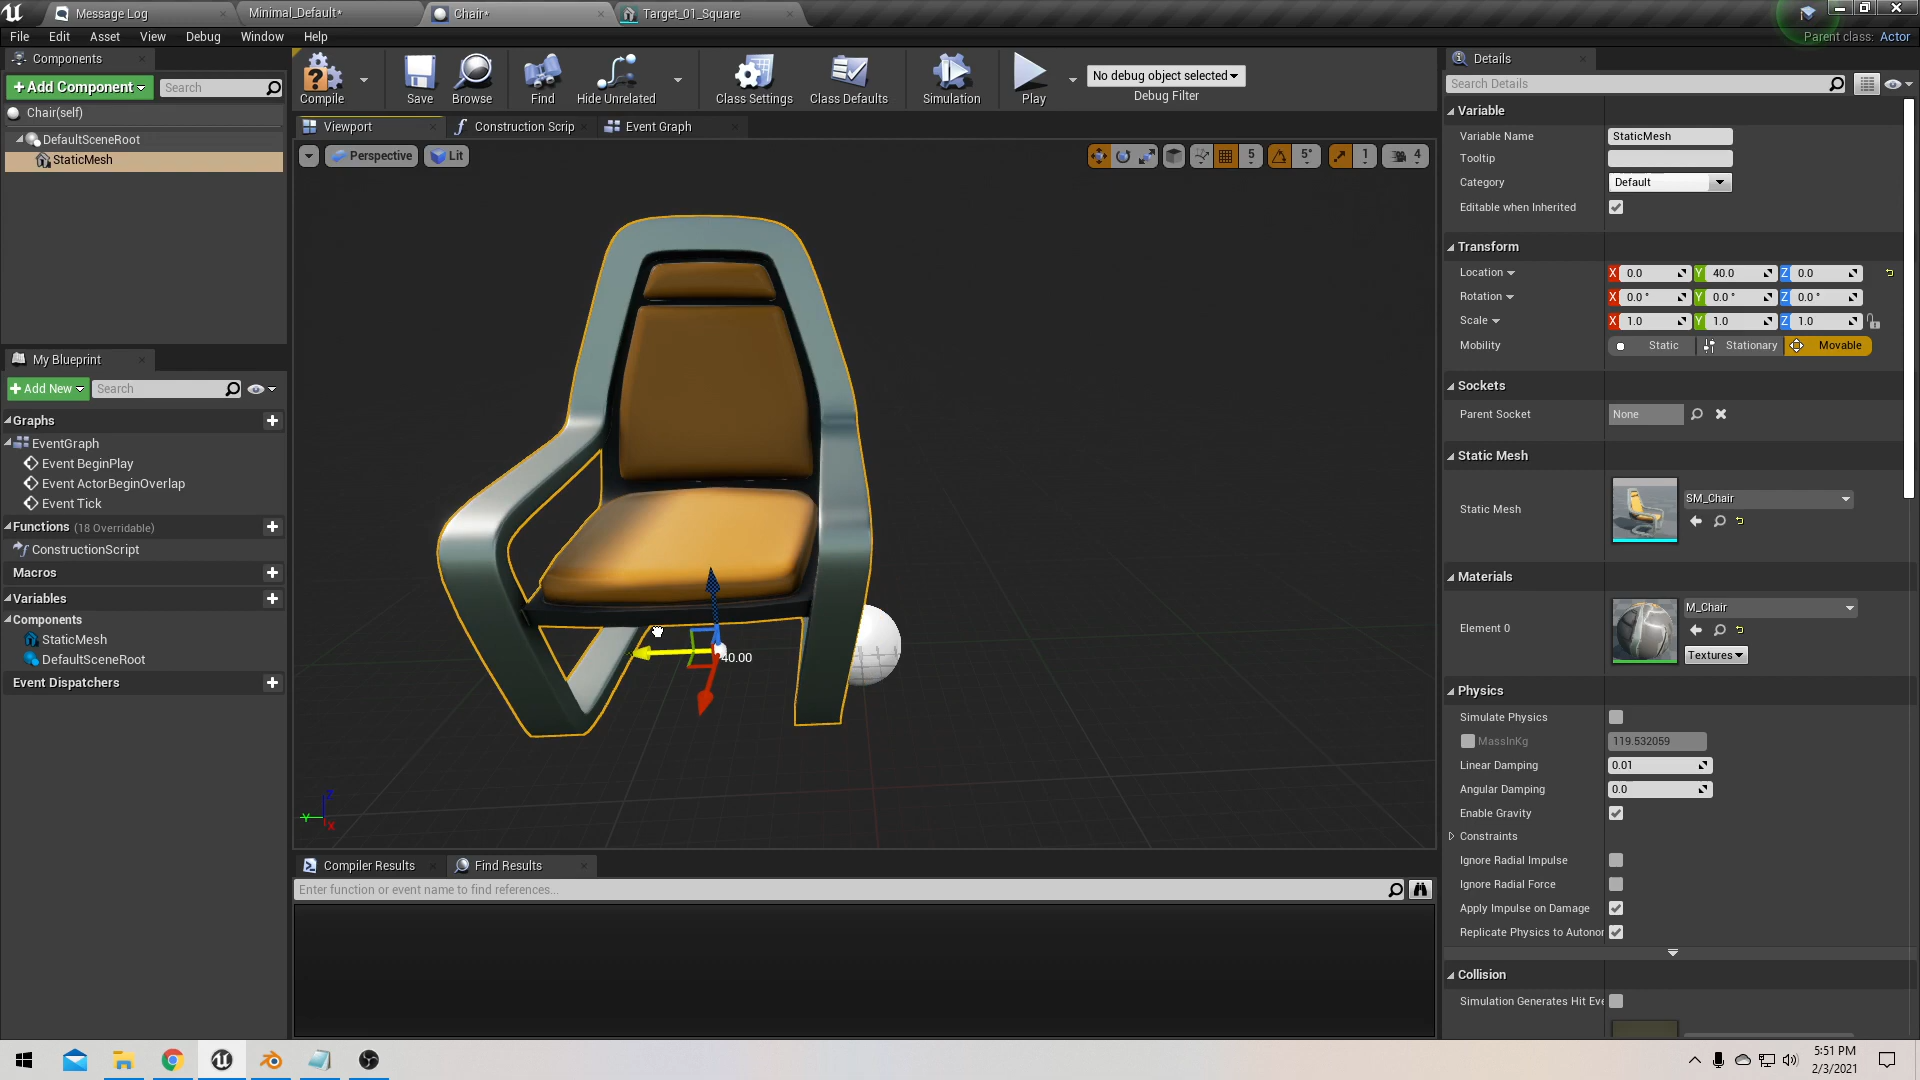 Message Log
Minimal_Default*
Chair*
Target_01_Square
File Edit Asset View Debug Window Help
Parent class: Actor
Components
+Add Component
Search
Chair(self)
DefaultSceneRoot
StaticMesh
Compile
Save
Browse
Find
Hide Unrelated
Class Settings
Class Defaults
Simulation
Play
No debug object selected
Debug Filter
Viewport
Construction Scrip
Event Graph
Perspective
Lit
5
5°
1
4
40.00
Z
Y
X
My Blueprint
+Add New
Search
Graphs
EventGraph
Event BeginPlay
Event ActorBeginOverlap
Event Tick
Functions (18 Overridable)
ConstructionScript
Macros
Variables
Components
StaticMesh
DefaultSceneRoot
Event Dispatchers
Compiler Results
Find Results
Enter function or event name to find references...
Details
Search Details
Variable
Variable Name StaticMesh
Tooltip
Category Default
Editable when Inherited
Transform
Location X 0.0 Y 40.0 Z 0.0
Rotation X 0.0° Y 0.0° Z 0.0°
Scale X 1.0 Y 1.0 Z 1.0
Mobility Static Stationary Movable
Sockets
Parent Socket None
Static Mesh
Static Mesh SM_Chair
Materials
Element 0 M_Chair
Textures
Physics
Simulate Physics
MassInKg 119.532059
Linear Damping 0.01
Angular Damping 0.0
Enable Gravity
Constraints
Ignore Radial Impulse
Ignore Radial Force
Apply Impulse on Damage
Replicate Physics to Autonor
Collision
Simulation Generates Hit Eve
5:51 PM
2/3/2021